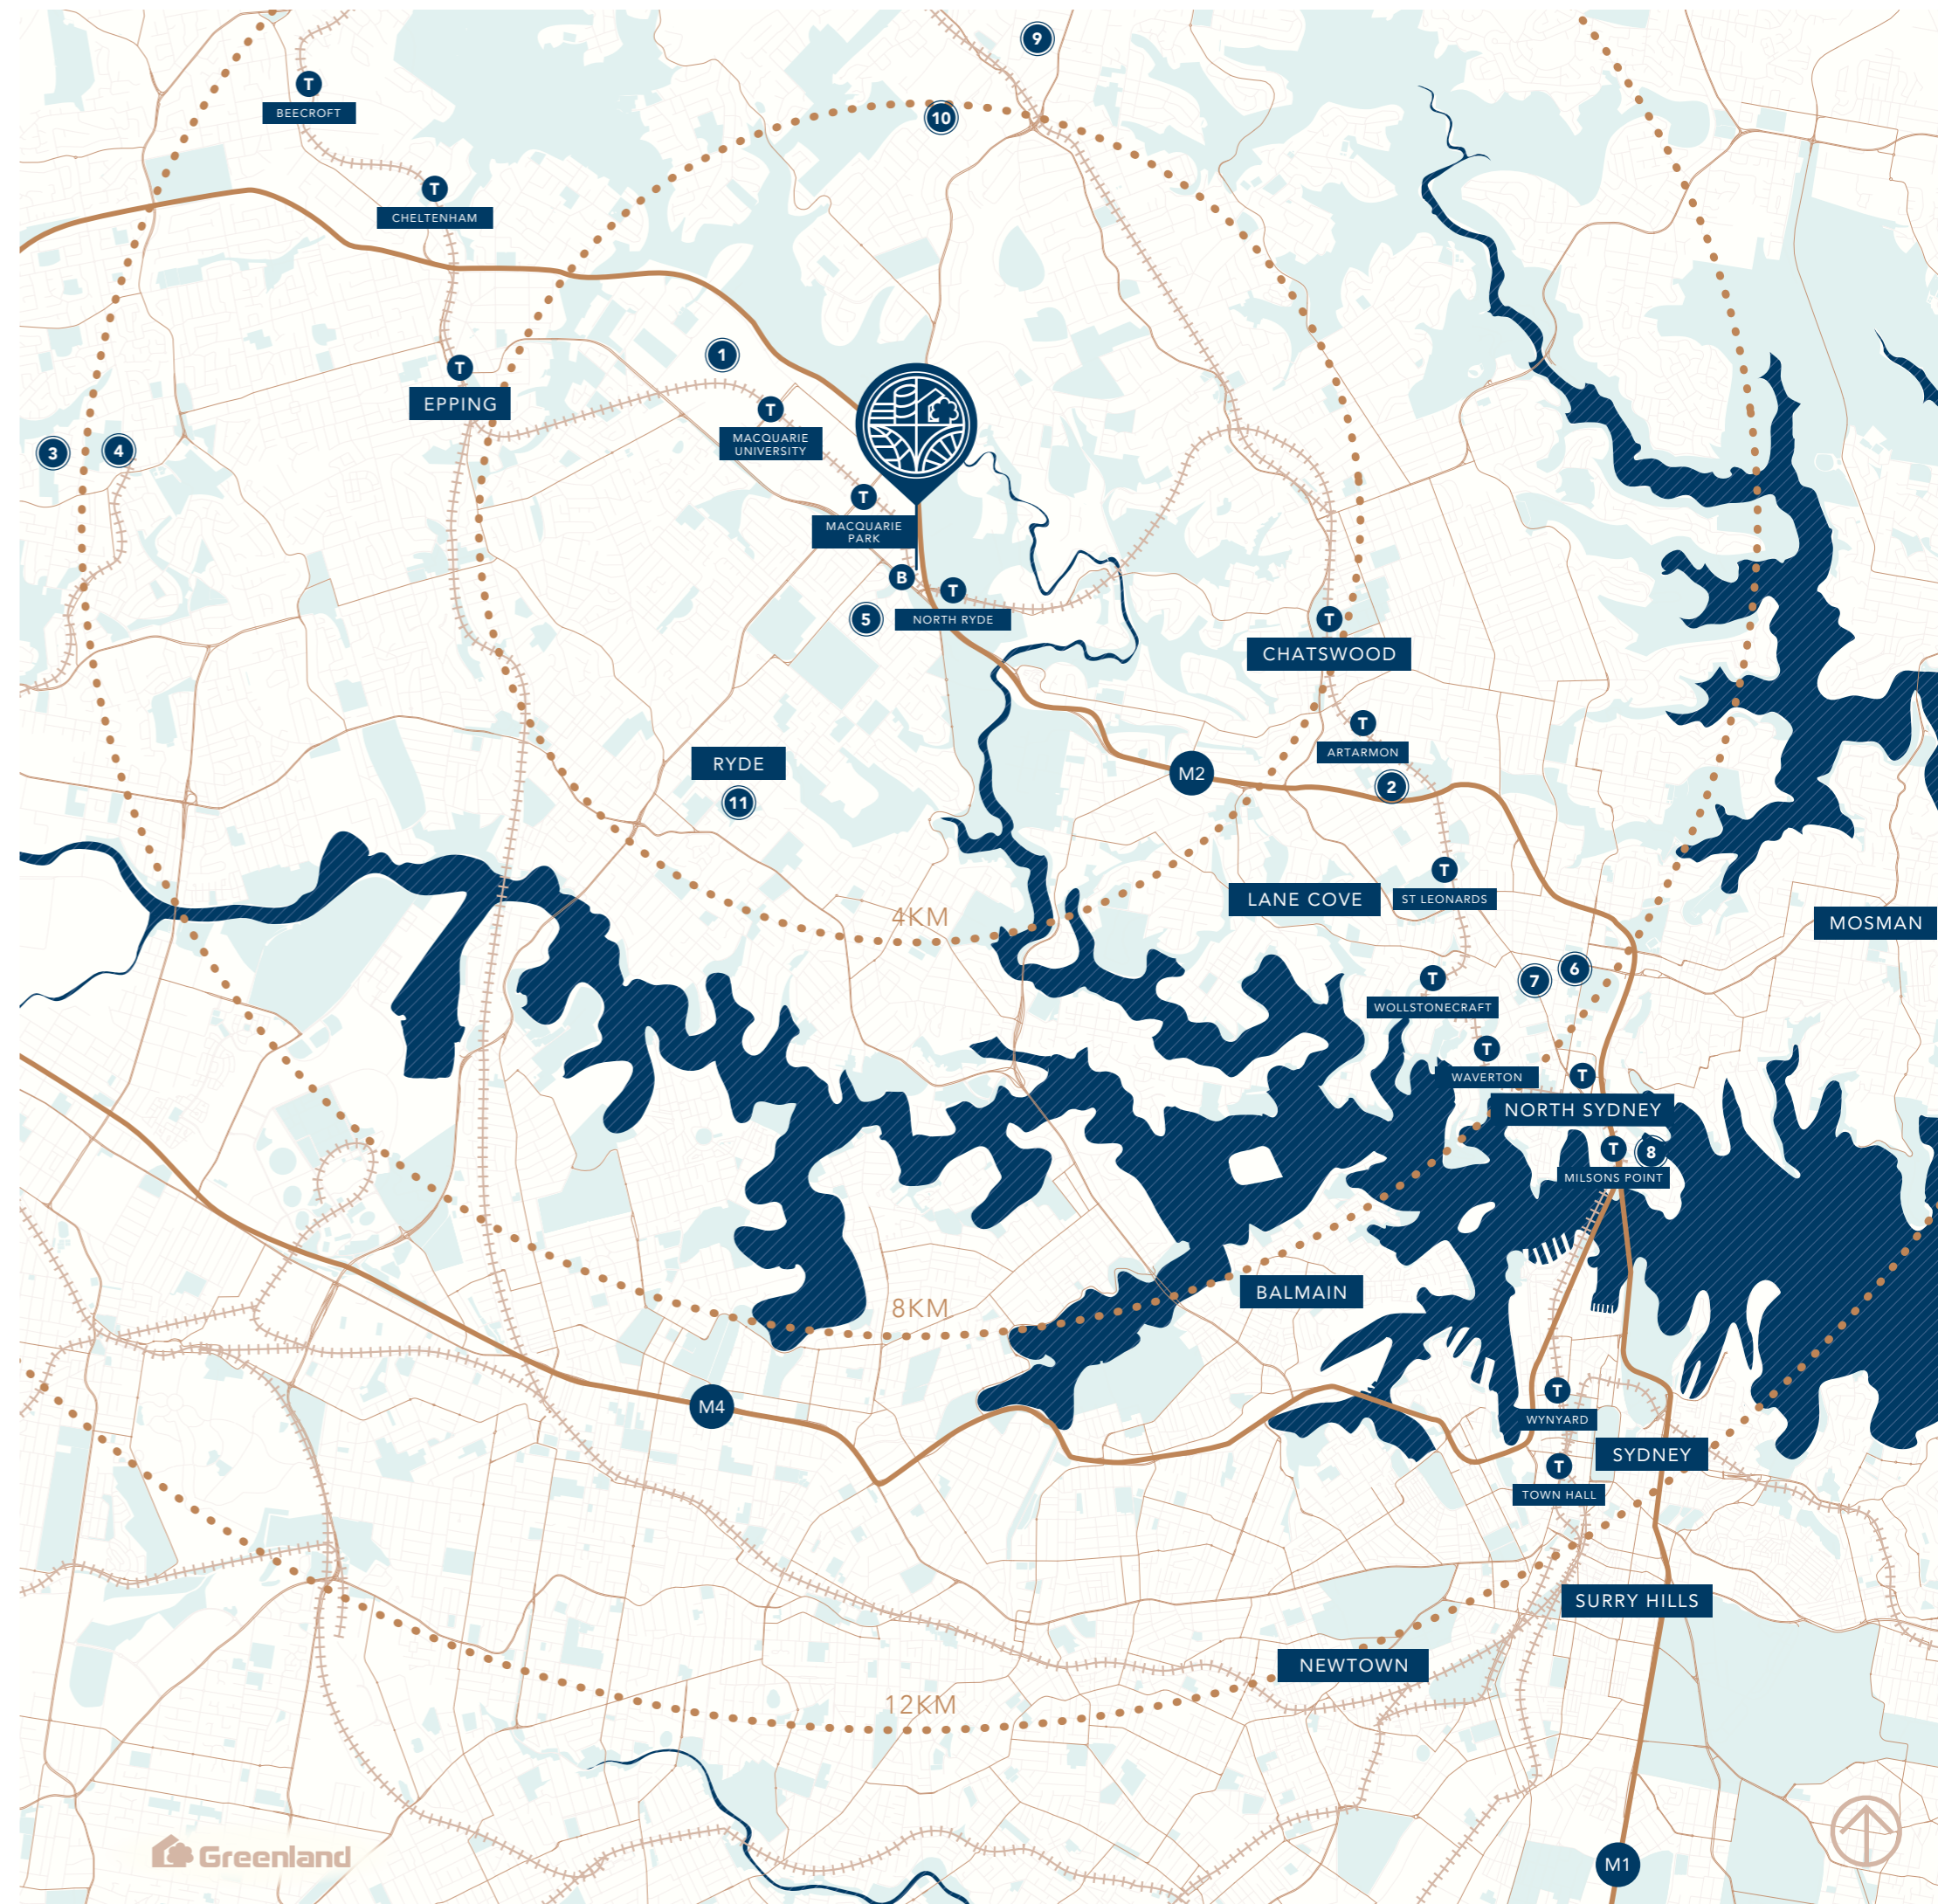 9
T
BEECROFT
10
T
CHELTENHAM
1
T
EPPING
T
MACQUARIE
UNIVERSITY
3
4
T
MACQUARIE
PARK
B
T
5
NORTH RYDE
T
CHATSWOOD
T
ARTARMON
RYDE
M2
2
11
T
LANE COVE
ST LEONARDS
4KM
MOSMAN
6
7
T
WOLLSTONECRAFT
T
WAVERTON
T
NORTH SYDNEY
T
8
MILSONS POINT
BALMAIN
8KM
T
M4
WYNYARD
SYDNEY
T
TOWN HALL
SURRY HILLS
NEWTOWN
12KM
Greenland
M1